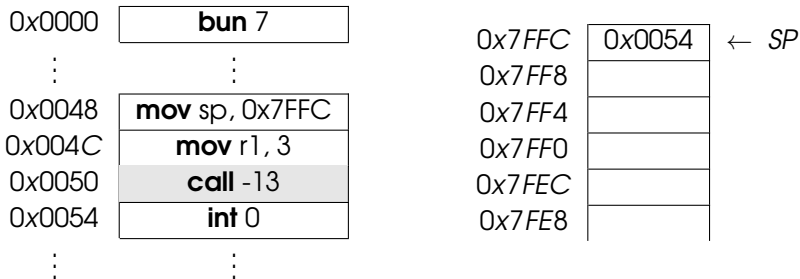 0x0000 bun 7
⋮ ⋮
0x0048 mov sp, 0x7FFC
0x004C mov r1, 3
0x0050 call -13
0x0054 int 0
⋮ ⋮
0x7FFC 0x0054 ← SP
0x7FF8
0x7FF4
0x7FF0
0x7FEC
0x7FE8